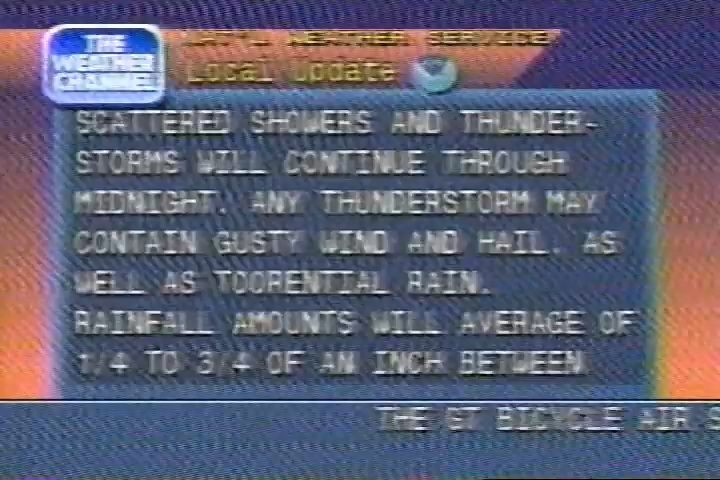 THE
WEATHER
CHANNEL
NAT'L WEATHER SERVICE
Local Update
SCATTERED SHOWERS AND THUNDER-
STORMS WILL CONTINUE THROUGH
MIDNIGHT. ANY THUNDERSTORM MAY
CONTAIN GUSTY WIND AND HAIL. AS
WELL AS TOORENTIAL RAIN.
RAINFALL AMOUNTS WILL AVERAGE OF
1/4 TO 3/4 OF AN INCH BETWEEN
THE GT BICYCLE AIR S